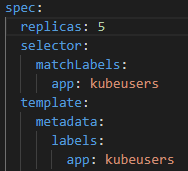 spec:
  replicas: 5
  selector:
    matchLabels:
      app: kubeusers
  template:
    metadata:
      labels:
        app: kubeusers